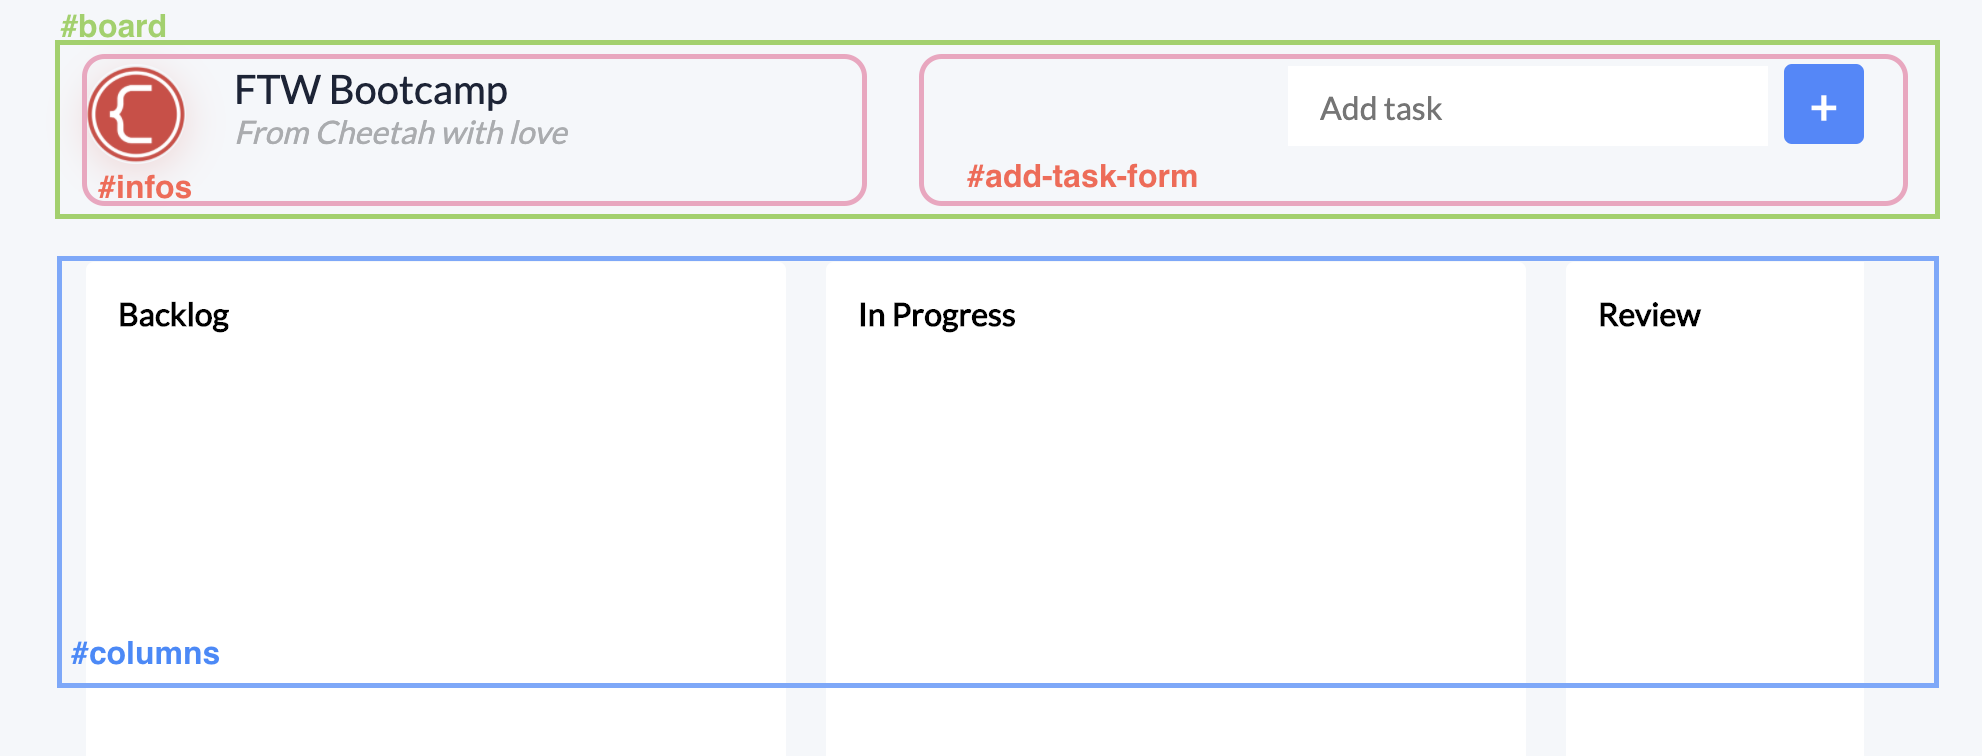 #board
FTW Bootcamp
From Cheetah with love
#infos
Add task
+
#add-task-form
Backlog
In Progress
Review
#columns